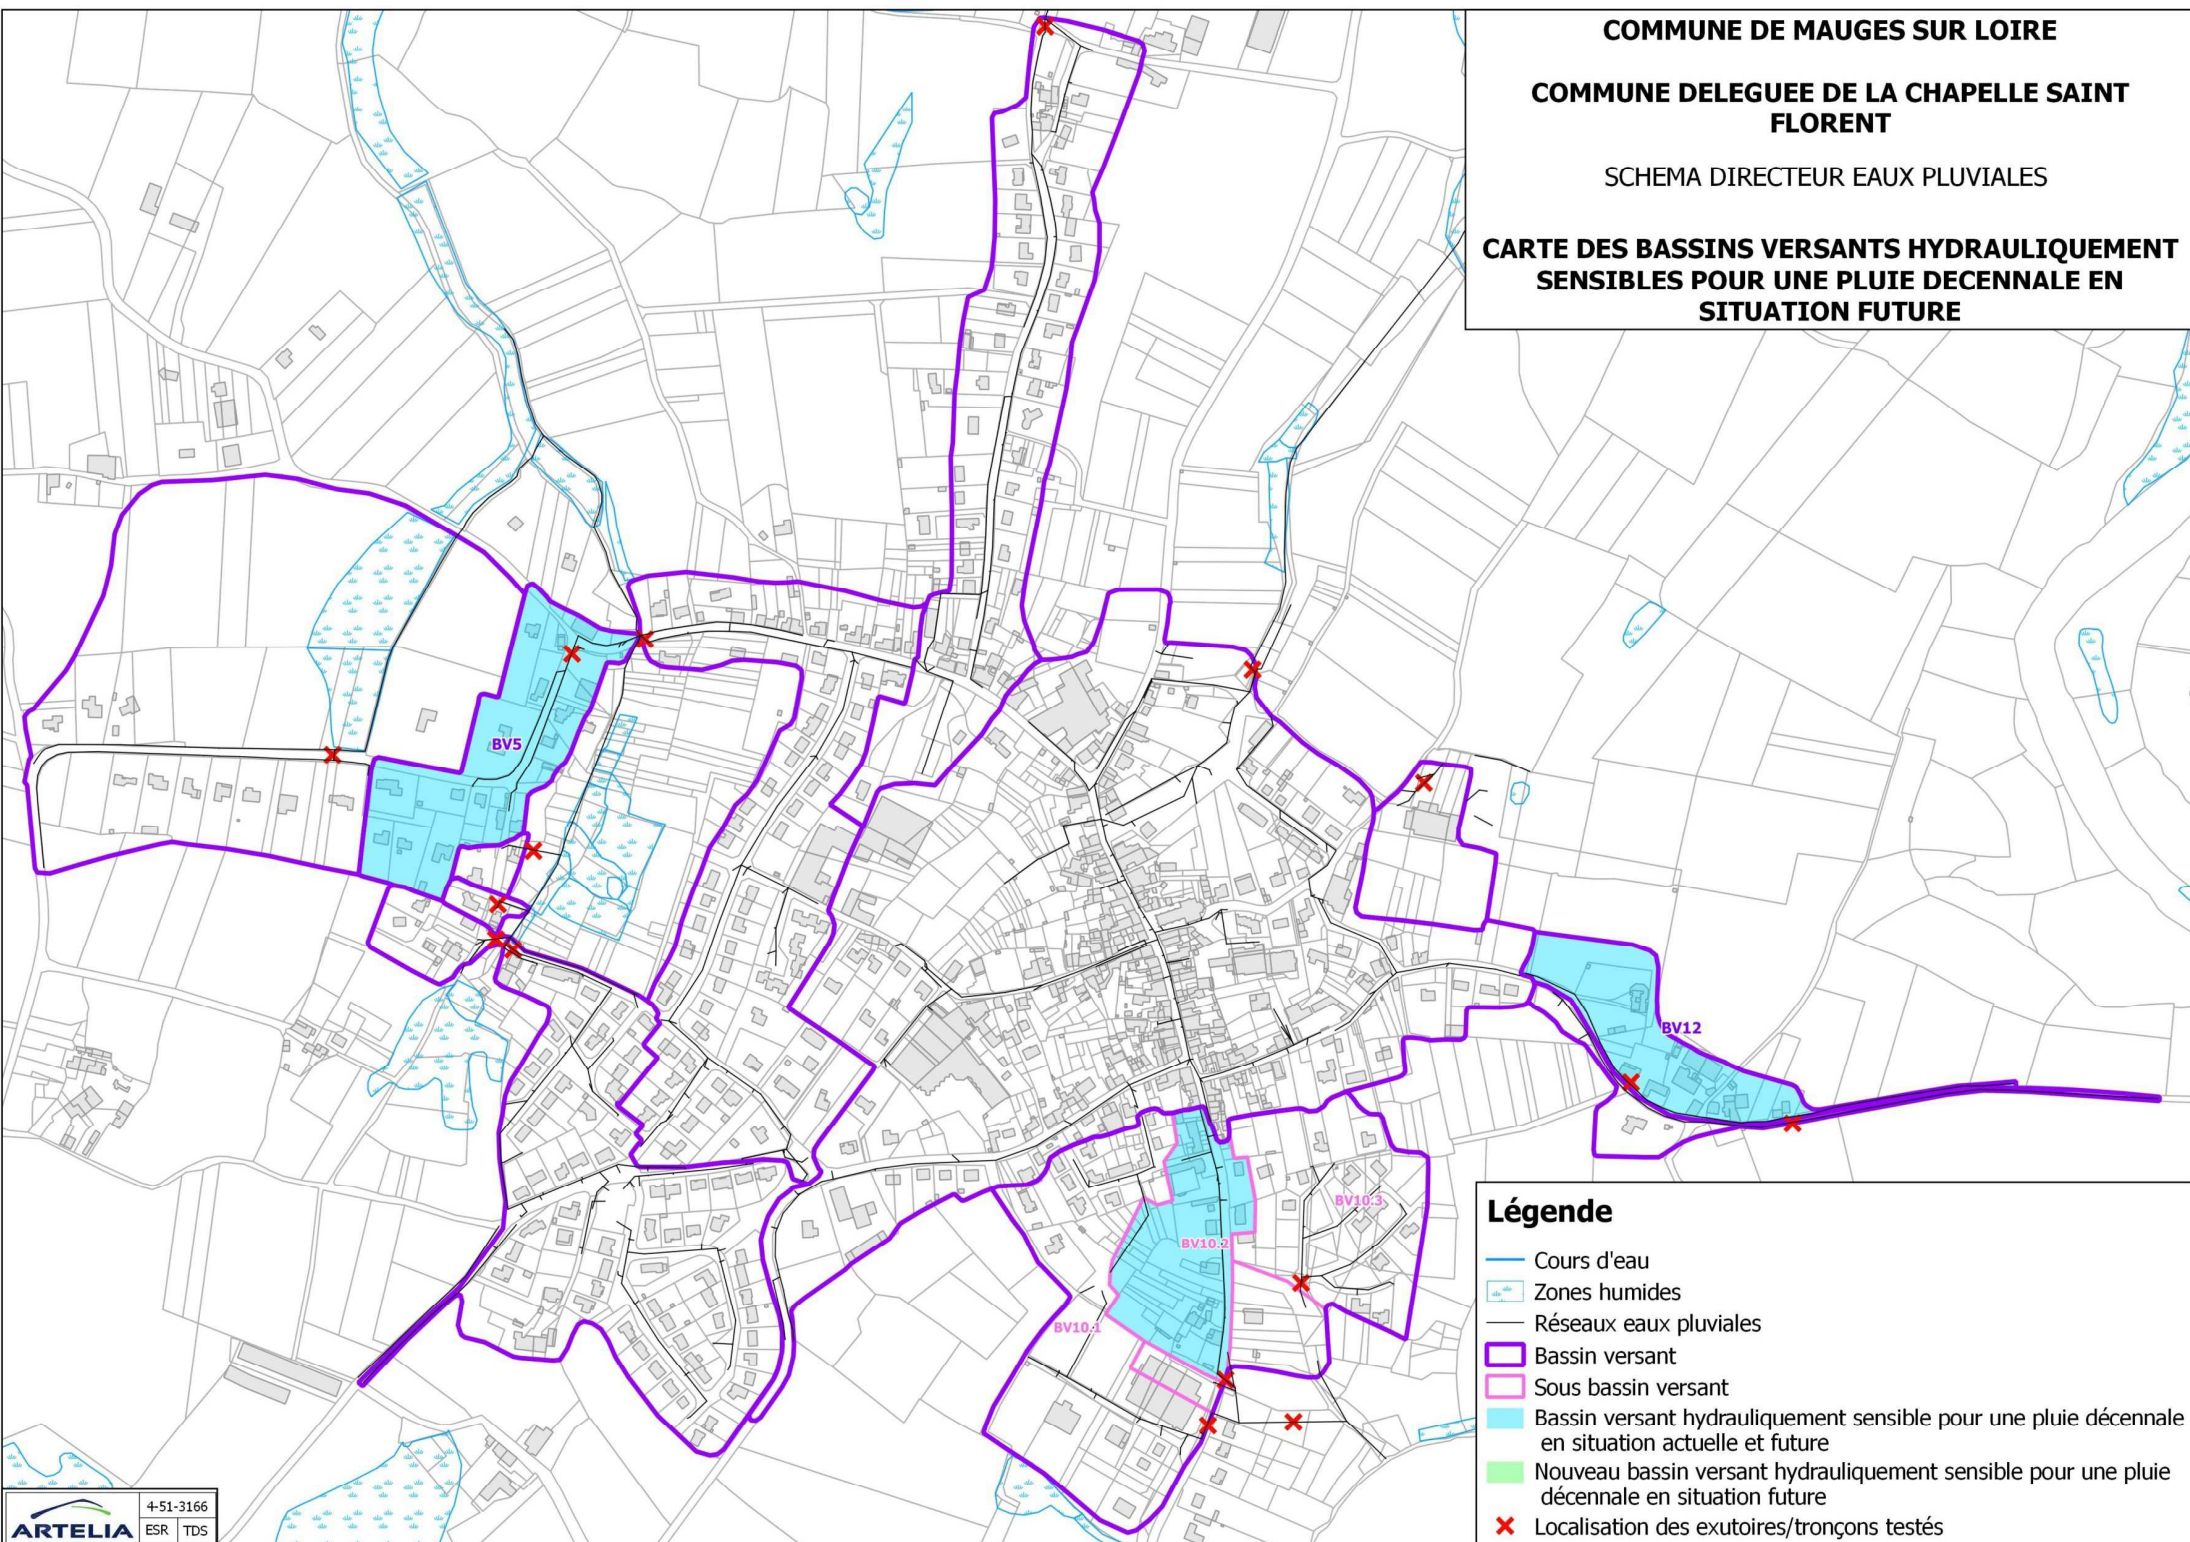 COMMUNE DE MAUGES SUR LOIRE
COMMUNE DELEGUEE DE LA CHAPELLE SAINT
FLORENT
SCHEMA DIRECTEUR EAUX PLUVIALES
CARTE DES BASSINS VERSANTS HYDRAULIQUEMENT
SENSIBLES POUR UNE PLUIE DECENNALE EN
SITUATION FUTURE
BV5
BV12
BV10.3
BV10.2
BV10.1
Légende
Cours d'eau
Zones humides
Réseaux eaux pluviales
Bassin versant
Sous bassin versant
Bassin versant hydrauliquement sensible pour une pluie décennale
en situation actuelle et future
Nouveau bassin versant hydrauliquement sensible pour une pluie
décennale en situation future
Localisation des exutoires/tronçons testés
ARTELIA
4-51-3166
ESR TDS